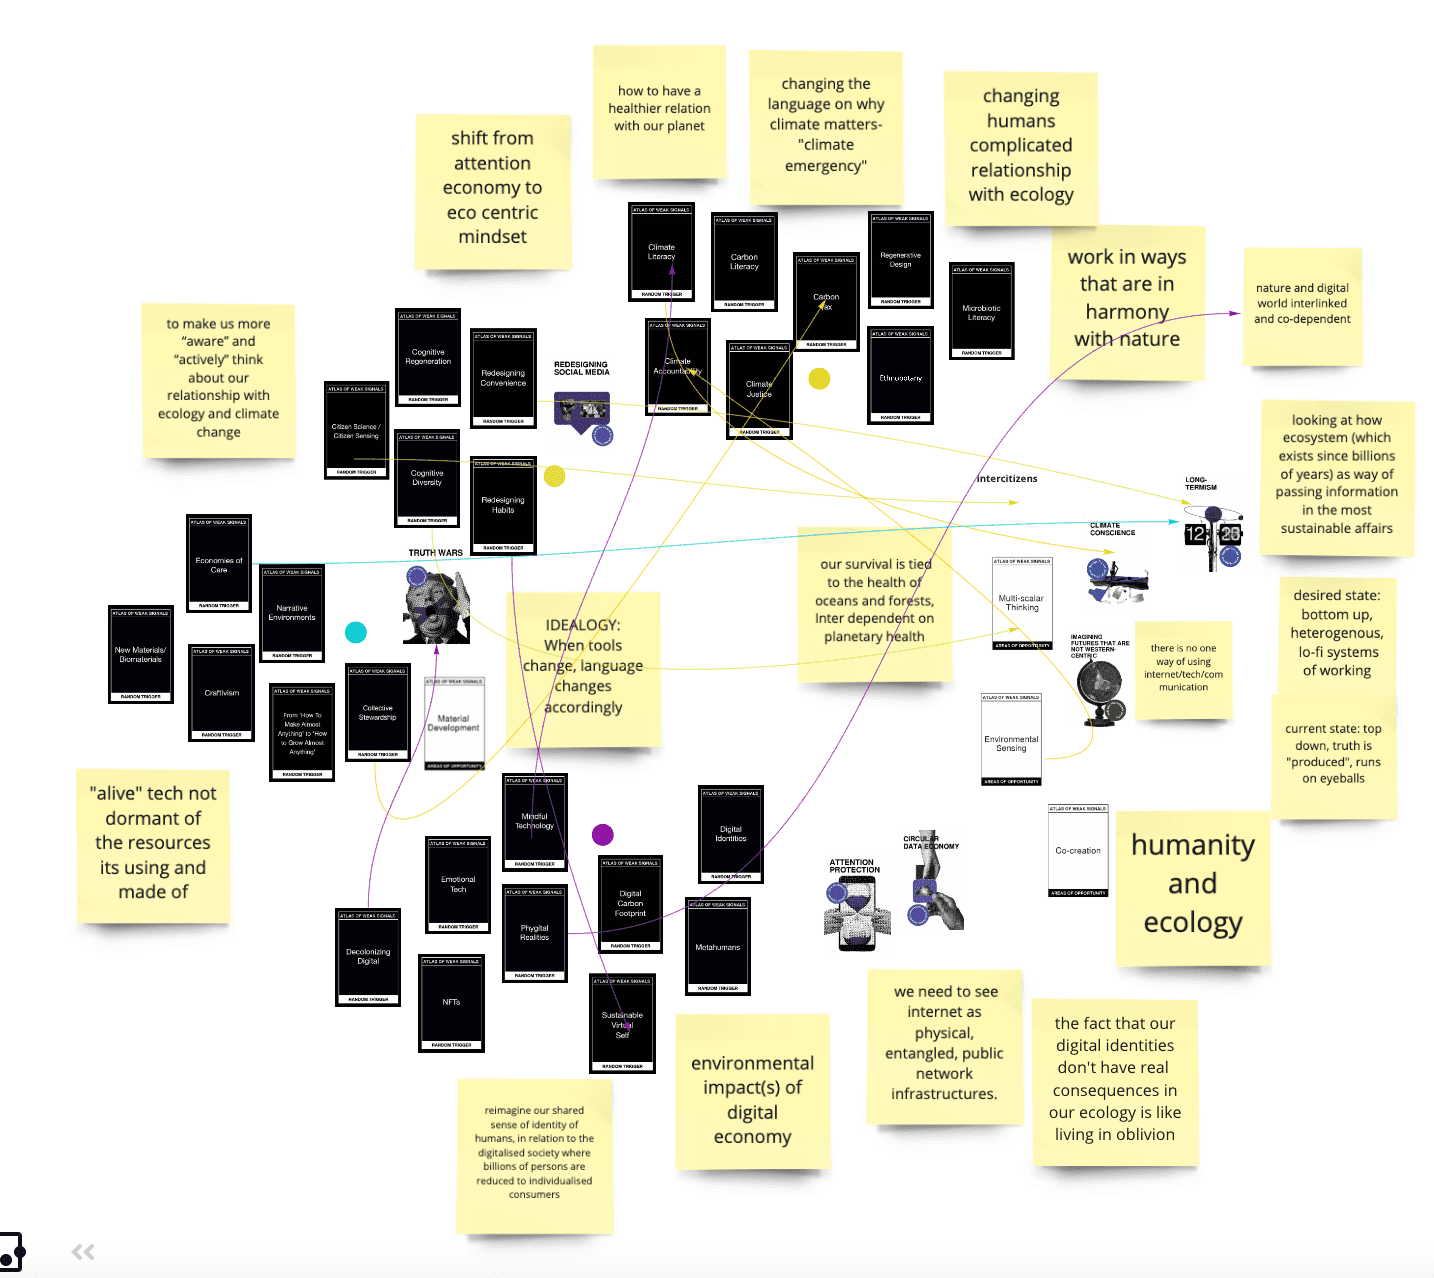 how to have a
healthier relation
with our planet
changing the
language on why
climate matters-
"climate
emergency"
changing
humans
complicated
relationship
with ecology
shift from
attention
economy to
eco centric
mindset
work in ways
that are in
harmony
with nature
nature and digital
world interlinked
and co-dependent
to make us more
“aware” and
“actively” think
about our
relationship with
ecology and climate
change
ATLAS OF WEAK SIGNALS
Climate
Literacy
RANDOM TRIGGER
ATLAS OF WEAK SIGNALS
Carbon
Literacy
RANDOM TRIGGER
ATLAS OF WEAK SIGNALS
Carbon
Tax
RANDOM TRIGGER
ATLAS OF WEAK SIGNALS
Regenerative
Design
RANDOM TRIGGER
ATLAS OF WEAK SIGNALS
Microbiotic
Literacy
RANDOM TRIGGER
ATLAS OF WEAK SIGNALS
Climate
Accountability
RANDOM TRIGGER
ATLAS OF WEAK SIGNALS
Climate
Justice
RANDOM TRIGGER
ATLAS OF WEAK SIGNALS
Ethnobotany
RANDOM TRIGGER
ATLAS OF WEAK SIGNALS
Cognitive
Regeneration
RANDOM TRIGGER
ATLAS OF WEAK SIGNALS
Redesigning
Convenience
RANDOM TRIGGER
REDESIGNING
SOCIAL MEDIA
ATLAS OF WEAK SIGNALS
Citizen Science /
Citizen Sensing
RANDOM TRIGGER
ATLAS OF WEAK SIGNALS
Cognitive
Diversity
RANDOM TRIGGER
ATLAS OF WEAK SIGNALS
Redesigning
Habits
RANDOM TRIGGER
looking at how
ecosystem (which
exists since billions
of years) as way of
passing information
in the most
sustainable affairs
intercitizens
LONG-
TERMISM
12 26
CLIMATE
CONSCIENCE
TRUTH WARS
ATLAS OF WEAK SIGNALS
Economies of
Care
RANDOM TRIGGER
ATLAS OF WEAK SIGNALS
Narrative
Environments
RANDOM TRIGGER
ATLAS OF WEAK SIGNALS
New Materials/
Biomaterials
RANDOM TRIGGER
ATLAS OF WEAK SIGNALS
Craftivism
RANDOM TRIGGER
ATLAS OF WEAK SIGNALS
From 'How To
Make Almost
Anything' to 'How
to Grow Almost
Anything'
RANDOM TRIGGER
ATLAS OF WEAK SIGNALS
Collective
Stewardship
RANDOM TRIGGER
ATLAS OF WEAK SIGNALS
Material
Development
AREAS OF OPPORTUNITY
IDEALOGY:
When tools
change, language
changes
accordingly
our survival is tied
to the health of
oceans and forests,
Inter dependent on
planetary health
ATLAS OF WEAK SIGNALS
Multi-scalar
Thinking
AREAS OF OPPORTUNITY
IMAGINING
FUTURES THAT ARE
NOT WESTERN-
CENTRIC
there is no one
way of using
internet/tech/com
munication
desired state:
bottom up,
heterogenous,
lo-fi systems
of working
ATLAS OF WEAK SIGNALS
Environmental
Sensing
AREAS OF OPPORTUNITY
current state: top
down, truth is
"produced", runs
on eyeballs
"alive" tech not
dormant of
the resources
its using and
made of
ATLAS OF WEAK SIGNALS
Mindful
Technology
RANDOM TRIGGER
ATLAS OF WEAK SIGNALS
Digital
Identities
RANDOM TRIGGER
ATLAS OF WEAK SIGNALS
Emotional
Tech
RANDOM TRIGGER
ATLAS OF WEAK SIGNALS
Digital
Carbon
Footprint
RANDOM TRIGGER
ATLAS OF WEAK SIGNALS
Phygital
Realities
RANDOM TRIGGER
ATLAS OF WEAK SIGNALS
Metahumans
RANDOM TRIGGER
ATLAS OF WEAK SIGNALS
Decolonizing
Digital
RANDOM TRIGGER
ATLAS OF WEAK SIGNALS
NFTs
RANDOM TRIGGER
ATLAS OF WEAK SIGNALS
Sustainable
Virtual
Self
RANDOM TRIGGER
ATTENTION
PROTECTION
CIRCULAR
DATA ECONOMY
ATLAS OF WEAK SIGNALS
Co-creation
AREAS OF OPPORTUNITY
humanity
and
ecology
we need to see
internet as
physical,
entangled, public
network
infrastructures.
the fact that our
digital identities
don't have real
consequences in
our ecology is like
living in oblivion
environmental
impact(s) of
digital
economy
reimagine our shared
sense of identity of
humans, in relation to the
digitalised society where
billions of persons are
reduced to individualised
consumers